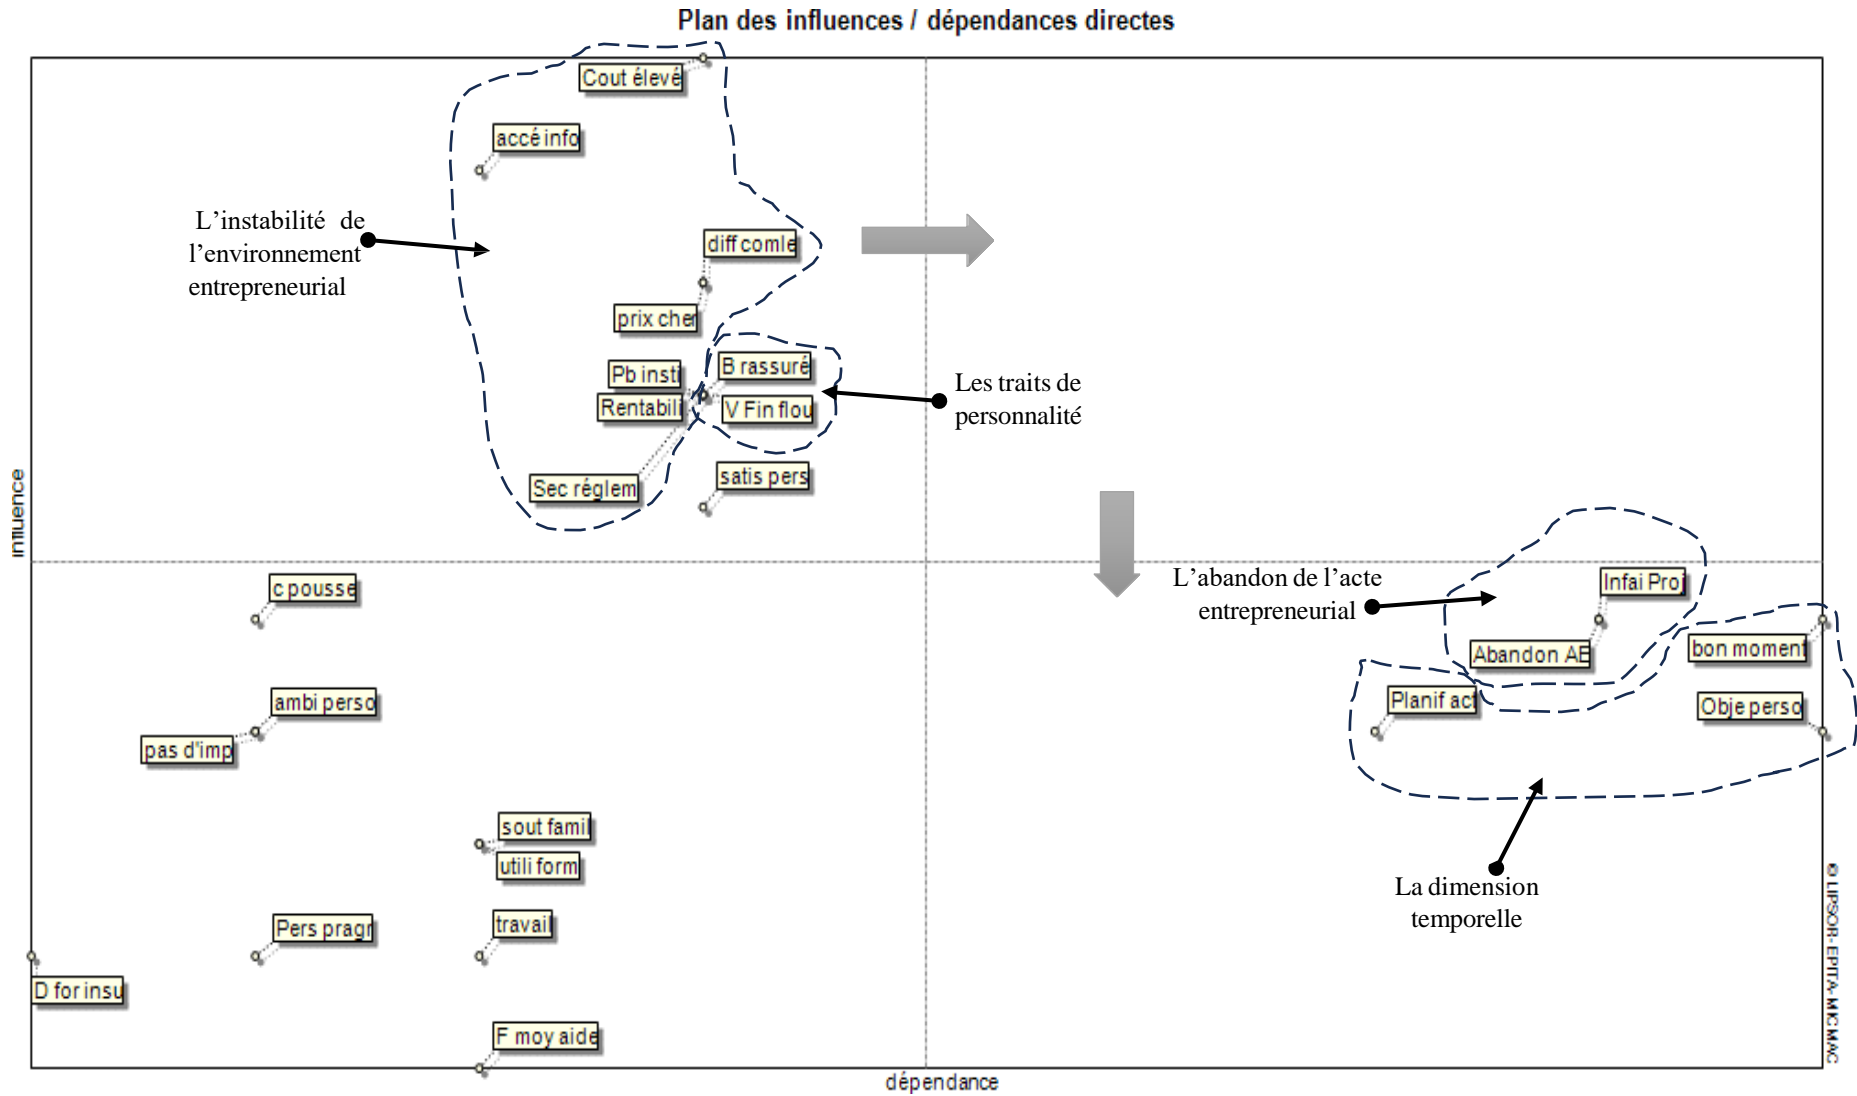 Plan des influences / dépendances directes
Cout élevé
accé info
L’instabilité de
l’environnement
entrepreneurial
diff comle
prix cher
Pb insti
B rassuré
Rentabili
V Fin flou
Les traits de
personnalité
satis pers
Sec réglem
influence
c pousse
L’abandon de l’acte
entrepreneurial
Infai Proj
Abandon AE
bon moment
Planif act
Obje perso
ambi perso
pas d'imp
sout famil
utili form
La dimension
temporelle
Pers pragr
travail
D for insu
F moy aide
dépendance
© LIPSOR-EPITA-MICMAC